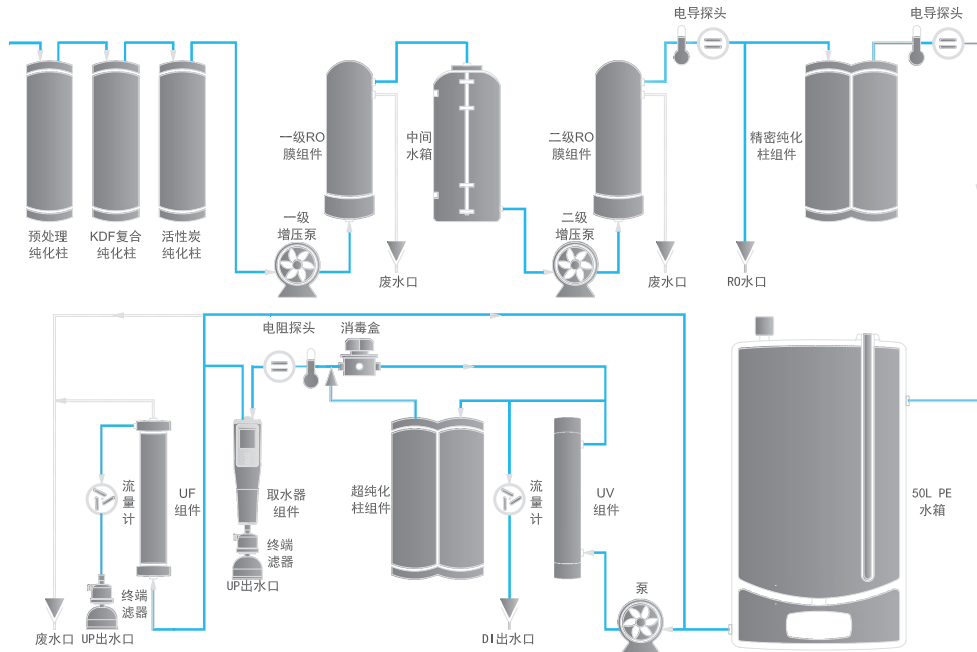 电导探头
电导探头
一级RO
膜组件
中间
水箱
二级RO
膜组件
精密纯化
柱组件
预处理
纯化柱
KDF复合
纯化柱
活性炭
纯化柱
一级
增压泵
二级
增压泵
废水口
废水口
RO水口
电阻探头
消毒盒
流
量
计
UF
组件
取水器
组件
超纯化
柱组件
流
量
计
UV
组件
50L PE
水箱
终端
滤器
UP出水口
终端
滤器
泵
废水口
UP出水口
DI出水口